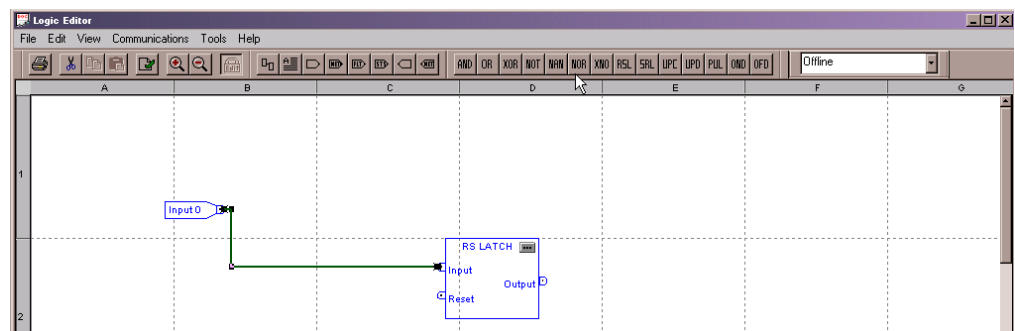 Logic Editor
File Edit View Communications Tools Help
AND OR XOR NOT NAN NOR XNO RSL SRL UPC UPD PUL OND OFD Offline
A B C D E F G
1
Input 0
RS LATCH
Input
Output
Reset
2